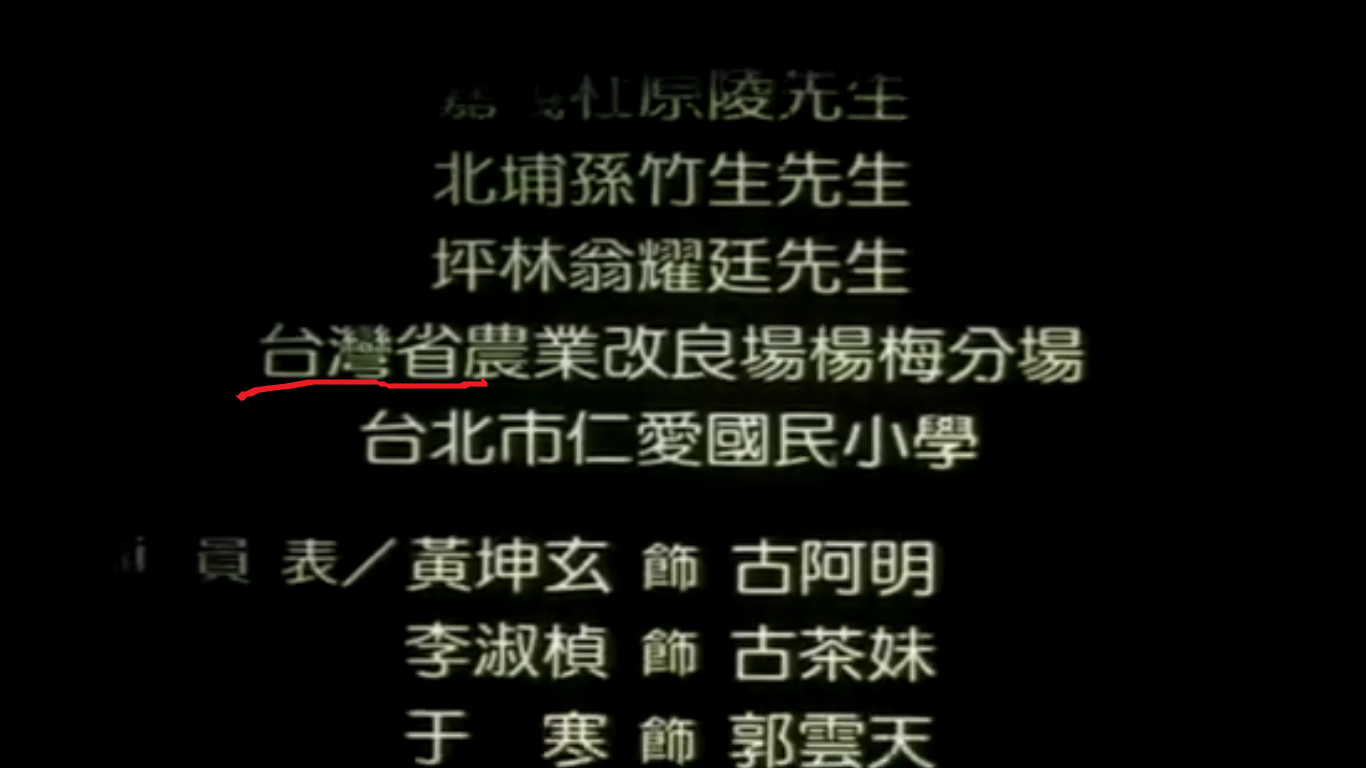 杜原陵先生
北埔孫竹生先生
坪林翁耀廷先生
台灣省農業改良場楊梅分場
台北市仁愛國民小學
員 表／黃坤玄 飾 古阿明
李淑楨 飾 古茶妹
于 寒 飾 郭雲天